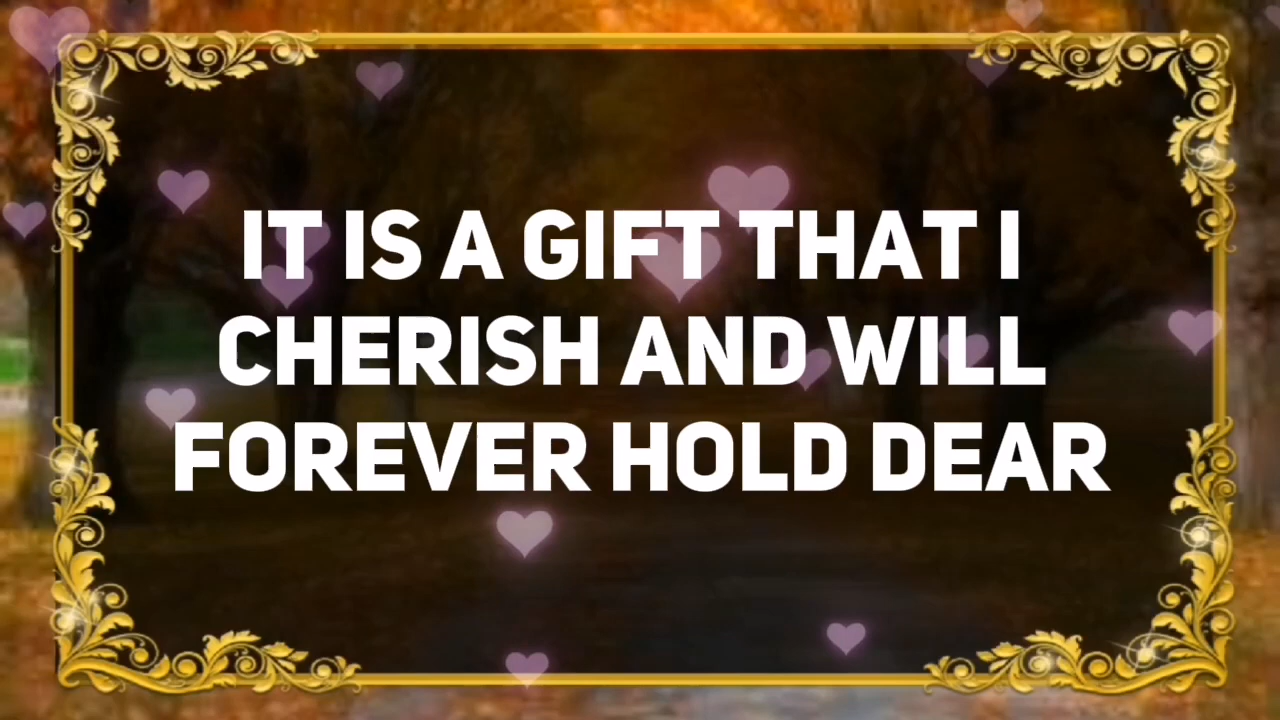 IT IS A GIFT THAT I
CHERISH AND WILL
FOREVER HOLD DEAR